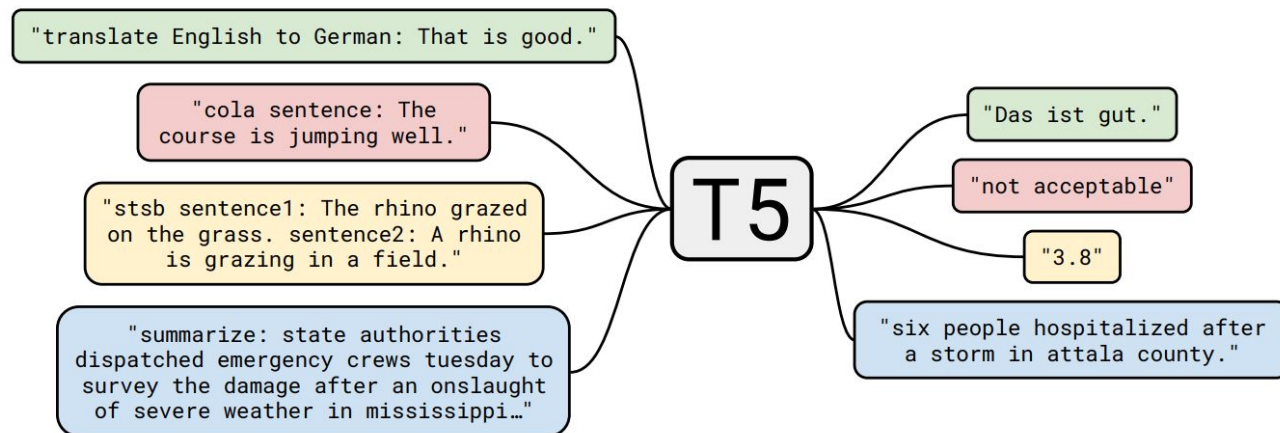 "translate English to German: That is good."
"cola sentence: The
course is jumping well."
"stsb sentence1: The rhino grazed
on the grass. sentence2: A rhino
is grazing in a field."
"summarize: state authorities
dispatched emergency crews tuesday to
survey the damage after an onslaught
of severe weather in mississippi…"
T5
"Das ist gut."
"not acceptable"
"3.8"
"six people hospitalized after
a storm in attala county."